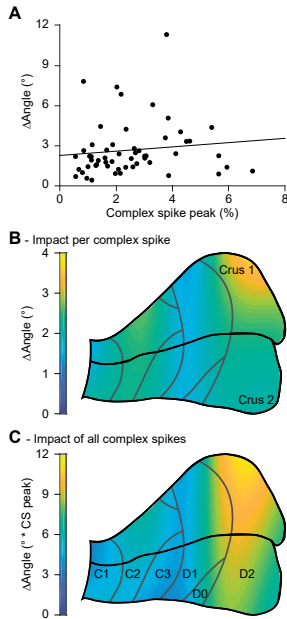 A
12
9
6
3
0
ΔAngle (°)
0 2 4 6 8
Complex spike peak (%)
B - Impact per complex spike
4
3
2
1
0
ΔAngle (°)
Crus 1
Crus 2
C - Impact of all complex spikes
12
9
6
3
0
ΔAngle (° * CS peak)
C1 C2 C3 D1 D2
D0